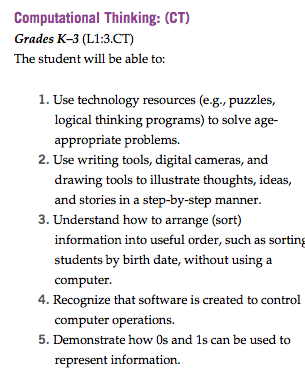 Computational Thinking: (CT)
Grades K–3 (L1:3.CT)
The student will be able to:
1. Use technology resources (e.g., puzzles,
logical thinking programs) to solve age-
appropriate problems.
2. Use writing tools, digital cameras, and
drawing tools to illustrate thoughts, ideas,
and stories in a step-by-step manner.
3. Understand how to arrange (sort)
information into useful order, such as sorting
students by birth date, without using a
computer.
4. Recognize that software is created to control
computer operations.
5. Demonstrate how 0s and 1s can be used to
represent information.